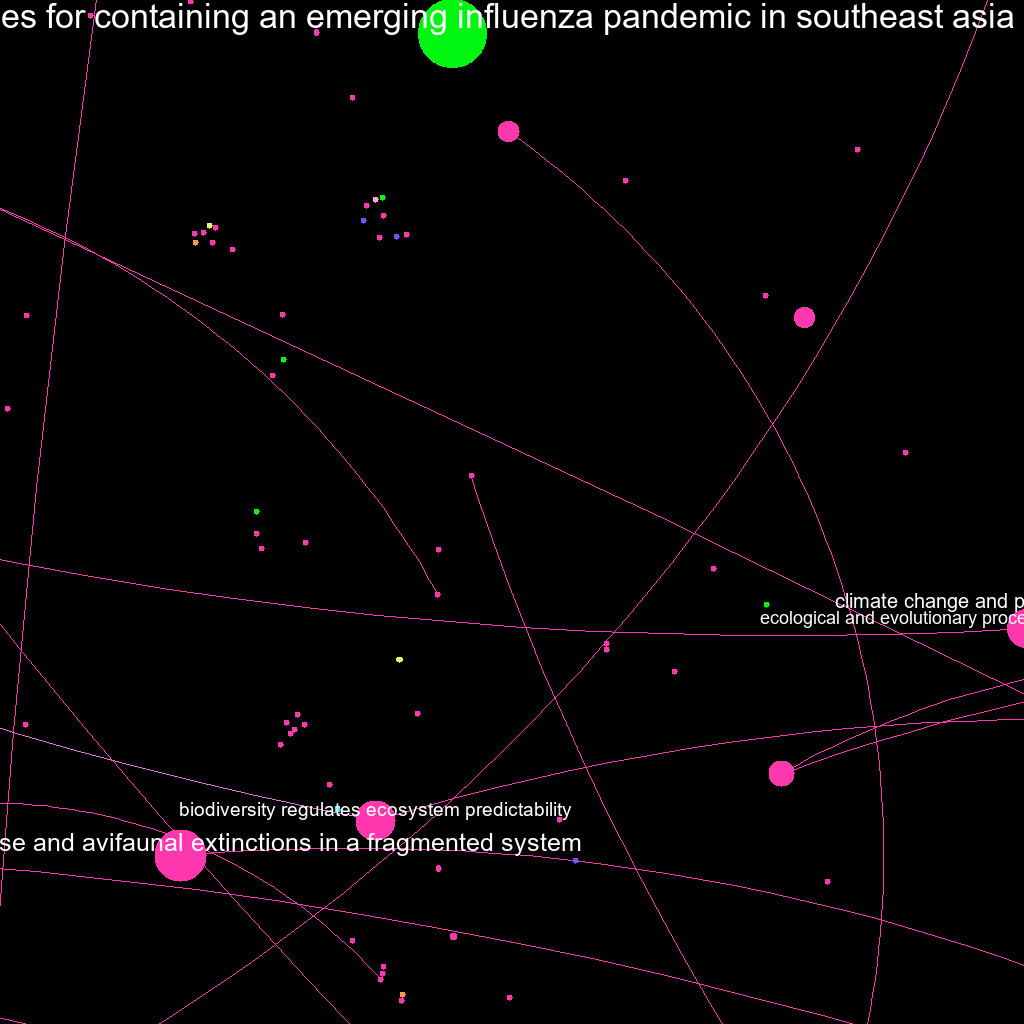 es for containing an emerging influenza pandemic in southeast asia
climate change and p
ecological and evolutionary proce
biodiversity regulates ecosystem predictability
se and avifaunal extinctions in a fragmented system